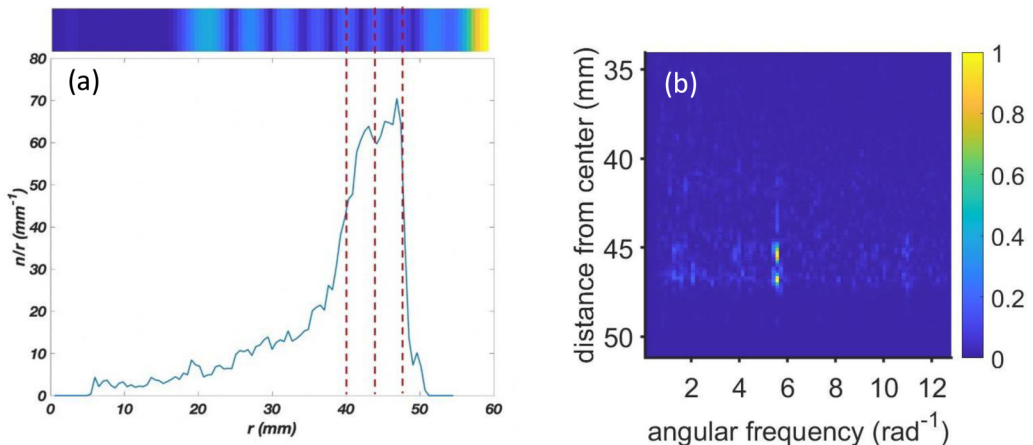 (a)
80
70
60
50
40
30
20
10
0
n/r (mm⁻¹)
0 10 20 30 40 50 60
r (mm)
(b)
35
40
45
50
distance from center (mm)
2 4 6 8 10 12
angular frequency (rad⁻¹)
1
0.8
0.6
0.4
0.2
0